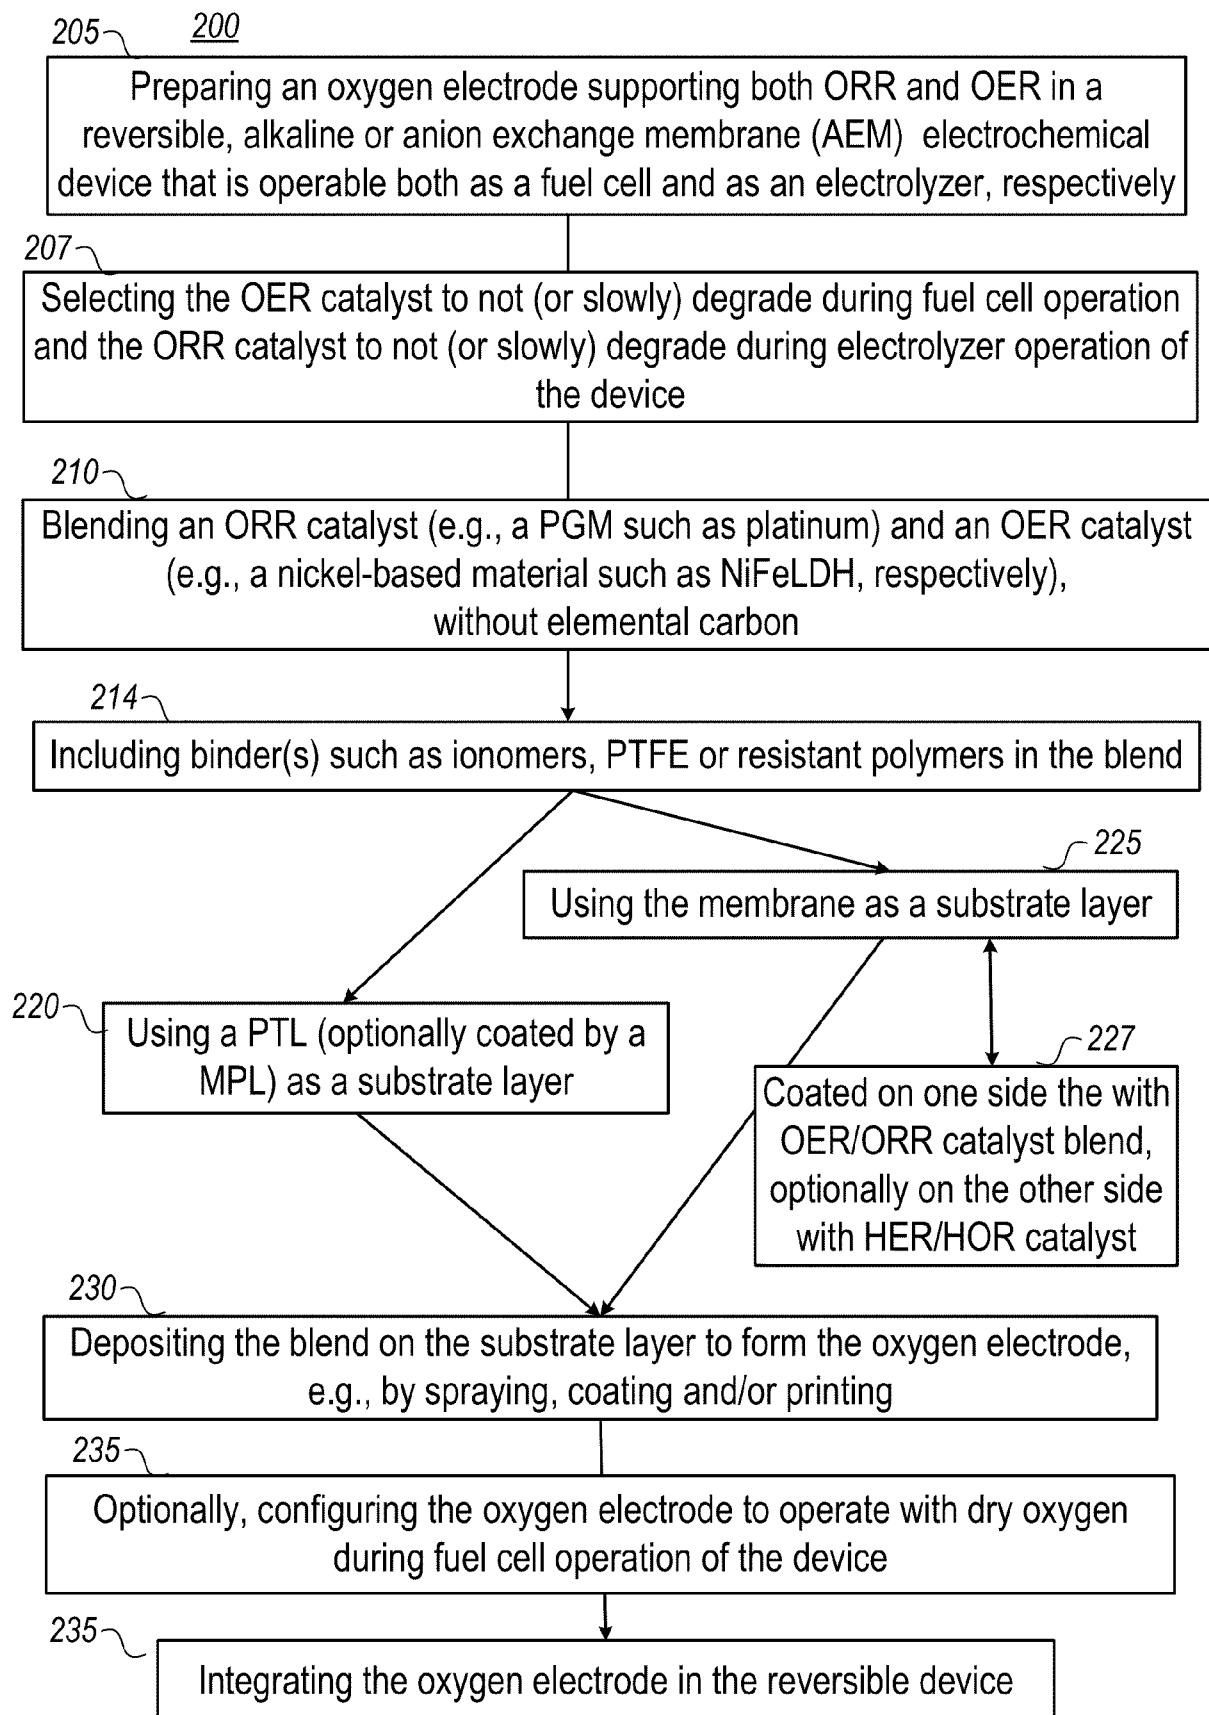 200
205
Preparing an oxygen electrode supporting both ORR and OER in a
reversible, alkaline or anion exchange membrane (AEM) electrochemical
device that is operable both as a fuel cell and as an electrolyzer, respectively
207
Selecting the OER catalyst to not (or slowly) degrade during fuel cell operation
and the ORR catalyst to not (or slowly) degrade during electrolyzer operation of
the device
210
Blending an ORR catalyst (e.g., a PGM such as platinum) and an OER catalyst
(e.g., a nickel-based material such as NiFeLDH, respectively),
without elemental carbon
214
Including binder(s) such as ionomers, PTFE or resistant polymers in the blend
225
Using the membrane as a substrate layer
220
Using a PTL (optionally coated by a
MPL) as a substrate layer
227
Coated on one side the with
OER/ORR catalyst blend,
optionally on the other side
with HER/HOR catalyst
230
Depositing the blend on the substrate layer to form the oxygen electrode,
e.g., by spraying, coating and/or printing
235
Optionally, configuring the oxygen electrode to operate with dry oxygen
during fuel cell operation of the device
235
Integrating the oxygen electrode in the reversible device